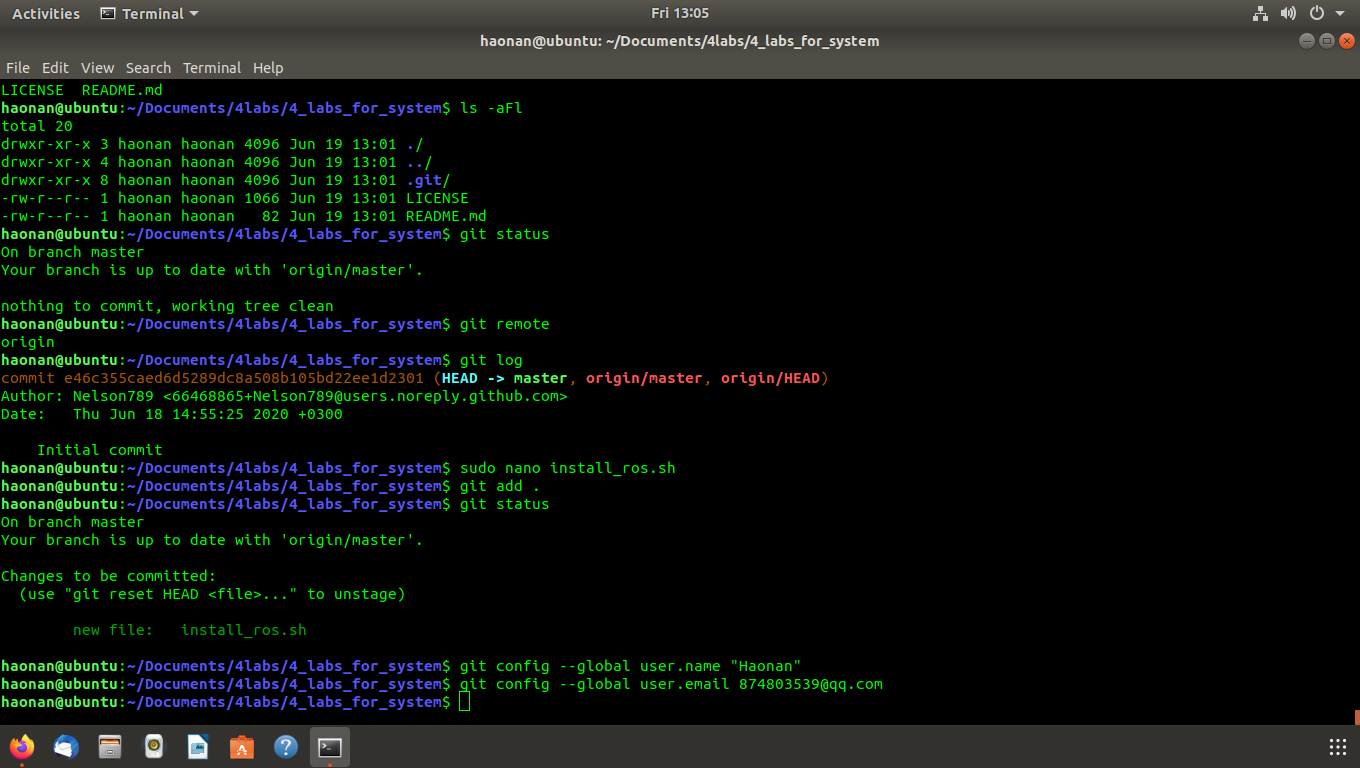 Activities Terminal Fri 13:05
haonan@ubuntu: ~/Documents/4labs/4_labs_for_system
File Edit View Search Terminal Help
LICENSE  README.md
haonan@ubuntu:~/Documents/4labs/4_labs_for_system$ ls -aFl
total 20
drwxr-xr-x 3 haonan haonan 4096 Jun 19 13:01 ./
drwxr-xr-x 4 haonan haonan 4096 Jun 19 13:01 ../
drwxr-xr-x 8 haonan haonan 4096 Jun 19 13:01 .git/
-rw-r--r-- 1 haonan haonan 1066 Jun 19 13:01 LICENSE
-rw-r--r-- 1 haonan haonan   82 Jun 19 13:01 README.md
haonan@ubuntu:~/Documents/4labs/4_labs_for_system$ git status
On branch master
Your branch is up to date with 'origin/master'.
nothing to commit, working tree clean
haonan@ubuntu:~/Documents/4labs/4_labs_for_system$ git remote
origin
haonan@ubuntu:~/Documents/4labs/4_labs_for_system$ git log
commit e46c355caed6d5289dc8a508b105bd22ee1d2301 (HEAD -> master, origin/master, origin/HEAD)
Author: Nelson789 <66468865+Nelson789@users.noreply.github.com>
Date:   Thu Jun 18 14:55:25 2020 +0300
    Initial commit
haonan@ubuntu:~/Documents/4labs/4_labs_for_system$ sudo nano install_ros.sh
haonan@ubuntu:~/Documents/4labs/4_labs_for_system$ git add .
haonan@ubuntu:~/Documents/4labs/4_labs_for_system$ git status
On branch master
Your branch is up to date with 'origin/master'.
Changes to be committed:
  (use "git reset HEAD <file>..." to unstage)
        new file:   install_ros.sh
haonan@ubuntu:~/Documents/4labs/4_labs_for_system$ git config --global user.name "Haonan"
haonan@ubuntu:~/Documents/4labs/4_labs_for_system$ git config --global user.email 874803539@qq.com
haonan@ubuntu:~/Documents/4labs/4_labs_for_system$